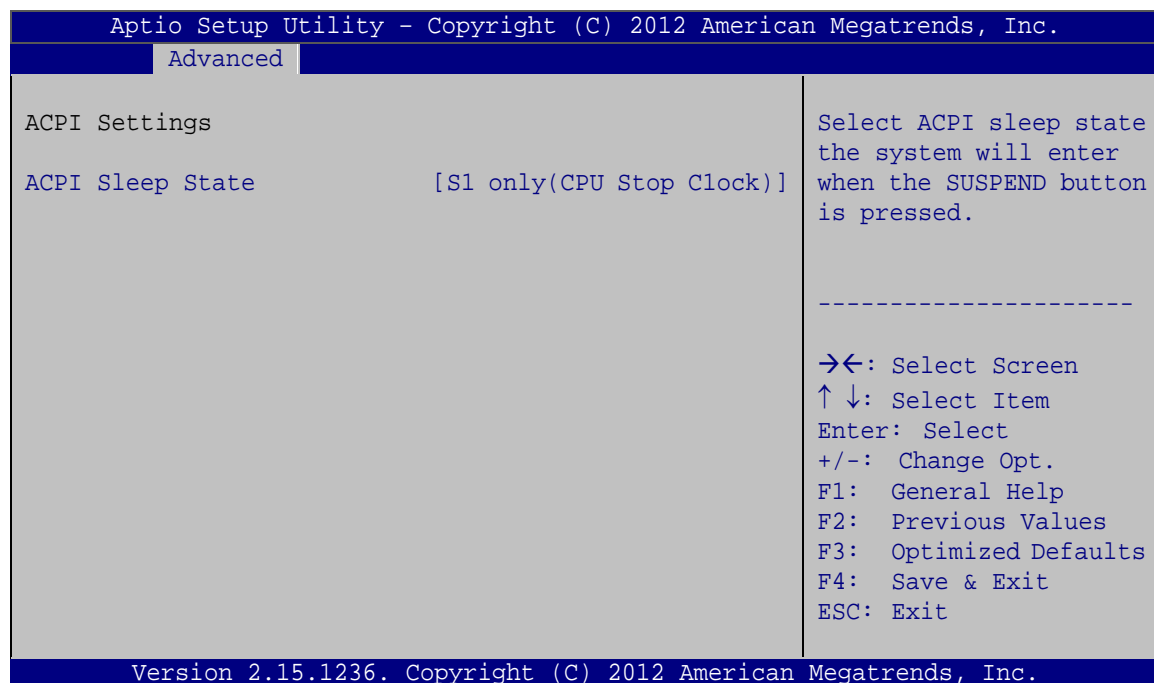 Aptio Setup Utility – Copyright (C) 2012 American Megatrends, Inc.
Advanced
ACPI Settings
ACPI Sleep State [S1 only(CPU Stop Clock)]
Select ACPI sleep state
the system will enter
when the SUSPEND button
is pressed.
----------------------
→←: Select Screen
↑ ↓: Select Item
Enter: Select
+/-: Change Opt.
F1: General Help
F2: Previous Values
F3: Optimized Defaults
F4: Save & Exit
ESC: Exit
Version 2.15.1236. Copyright (C) 2012 American Megatrends, Inc.